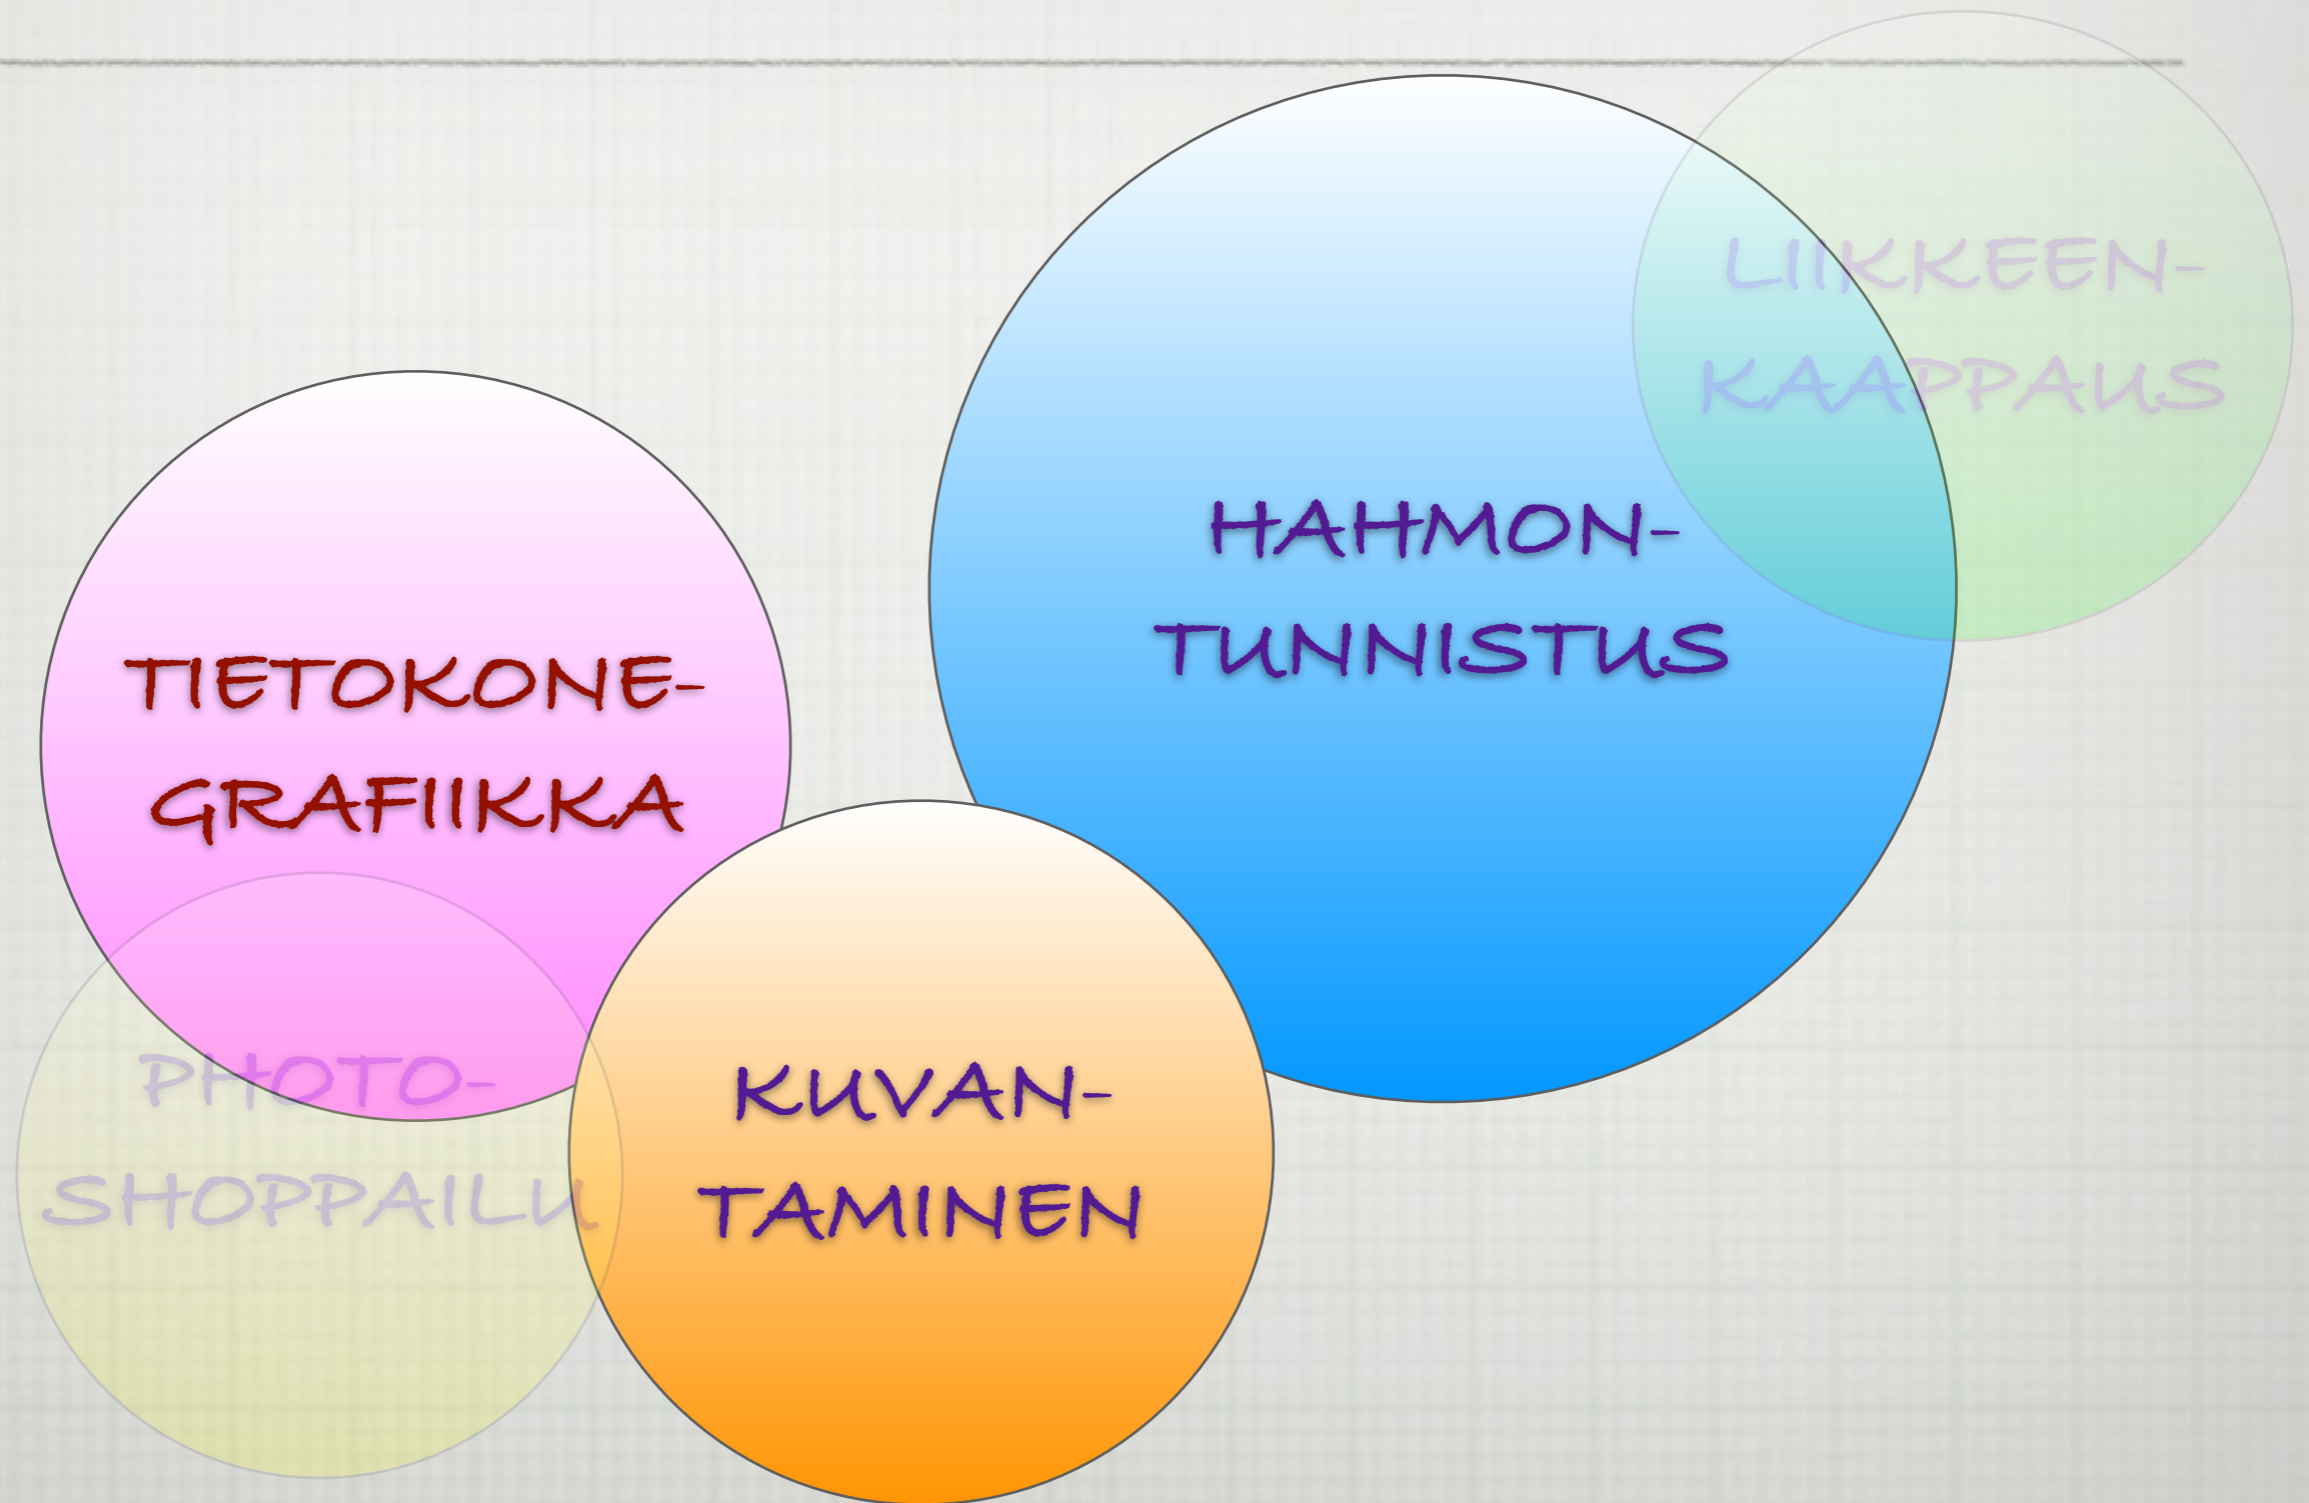 LIIKKEEN-
KAAPPAUS
HAHMON-
TUNNISTUS
TIETOKONE-
GRAFIIKKA
PHOTO-
SHOPPAILU
KUVAN-
TAMINEN